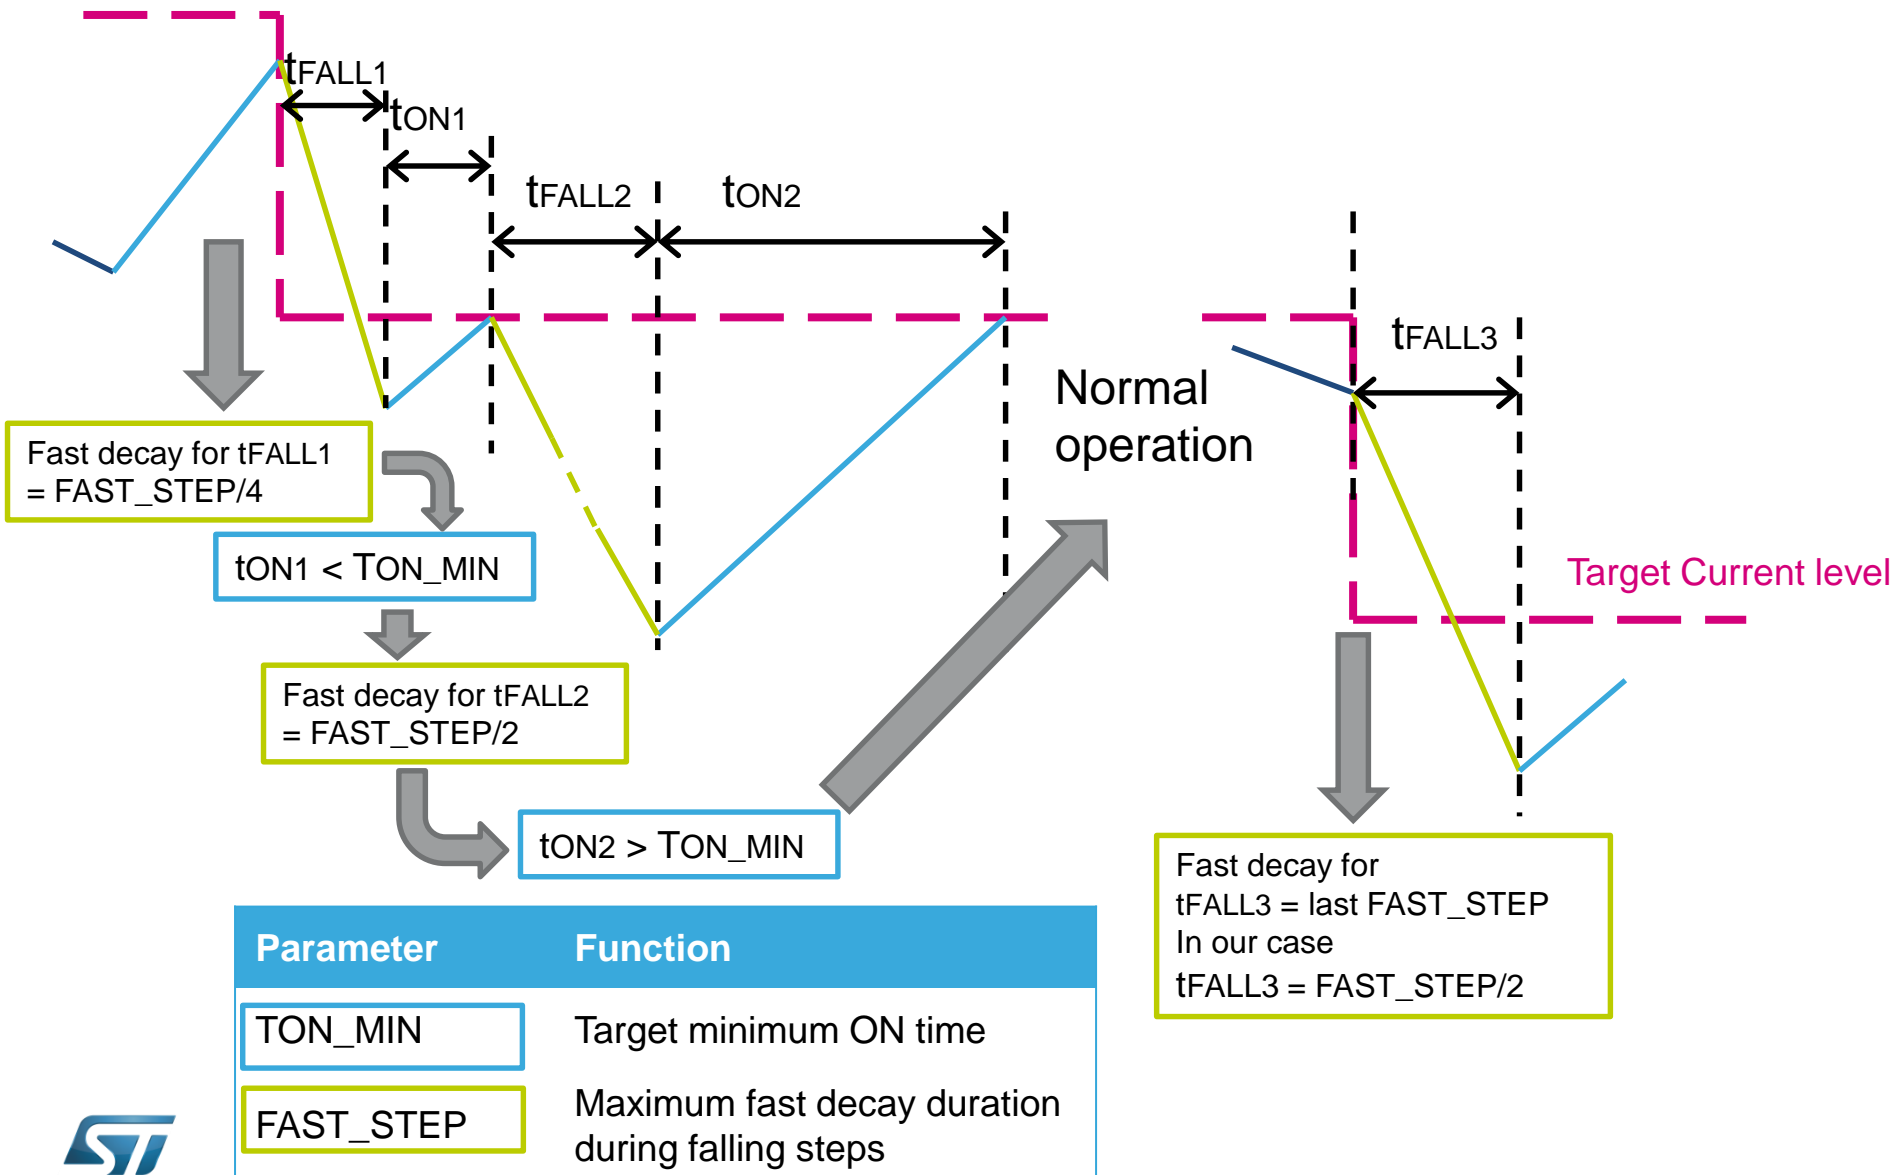 tFALL1
tON1
tFALL2
tON2
tFALL3
Normal
operation
Target Current level
Fast decay for tFALL1
= FAST_STEP/4
tON1 < TON_MIN
Fast decay for tFALL2
= FAST_STEP/2
tON2 > TON_MIN
Fast decay for
tFALL3 = last FAST_STEP
In our case
tFALL3 = FAST_STEP/2
Parameter Function
TON_MIN Target minimum ON time
FAST_STEP Maximum fast decay duration
during falling steps
ST